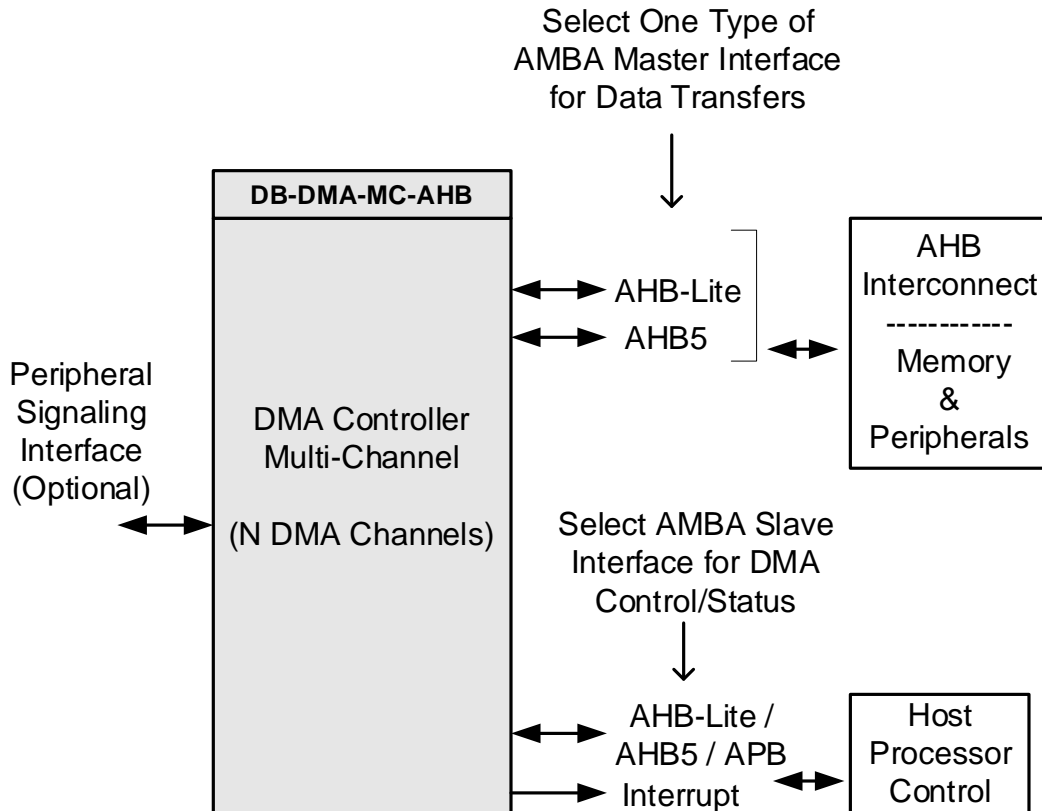 Select One Type of
AMBA Master Interface
for Data Transfers
DB-DMA-MC-AHB
AHB-Lite
AHB5
AHB
Interconnect
------------
Memory
&
Peripherals
Peripheral
Signaling
Interface
(Optional)
DMA Controller
Multi-Channel
(N DMA Channels)
Select AMBA Slave
Interface for DMA
Control/Status
AHB-Lite /
AHB5 / APB
Interrupt
Host
Processor
Control